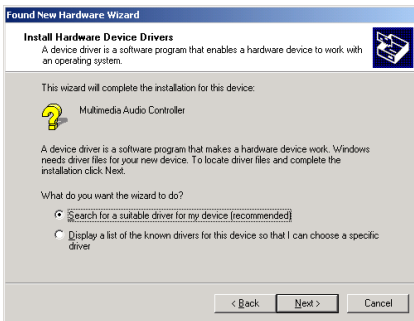 Found New Hardware Wizard
Install Hardware Device Drivers
A device driver is a software program that enables a hardware device to work with
an operating system.
This wizard will complete the installation for this device:
Multimedia Audio Controller
A device driver is a software program that makes a hardware device work. Windows
needs driver files for your new device. To locate driver files and complete the
installation click Next.
What do you want the wizard to do?
Search for a suitable driver for my device (recommended)
Display a list of the known drivers for this device so that I can choose a specific
driver
< Back Next > Cancel